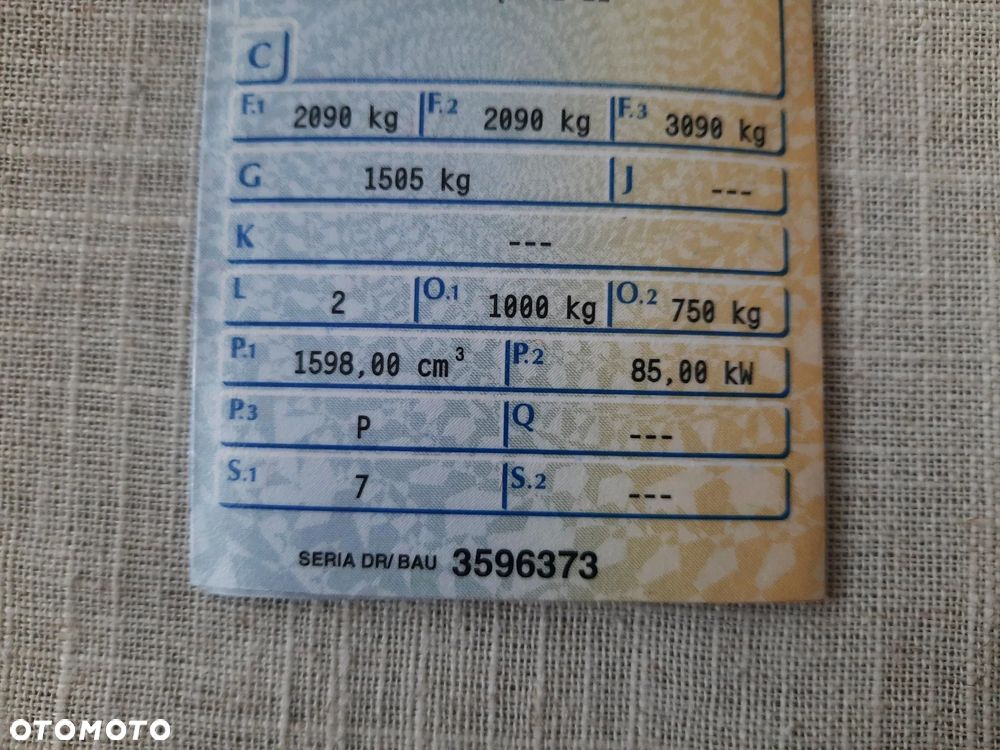 C
F.1 2090 kg F.2 2090 kg F.3 3090 kg
G 1505 kg J ---
K ---
L 2 O.1 1000 kg O.2 750 kg
P.1 1598,00 cm³ P.2 85,00 kW
P.3 P Q ---
S.1 7 S.2 ---
SERIA DR/BAU 3596373
OTOMOTO